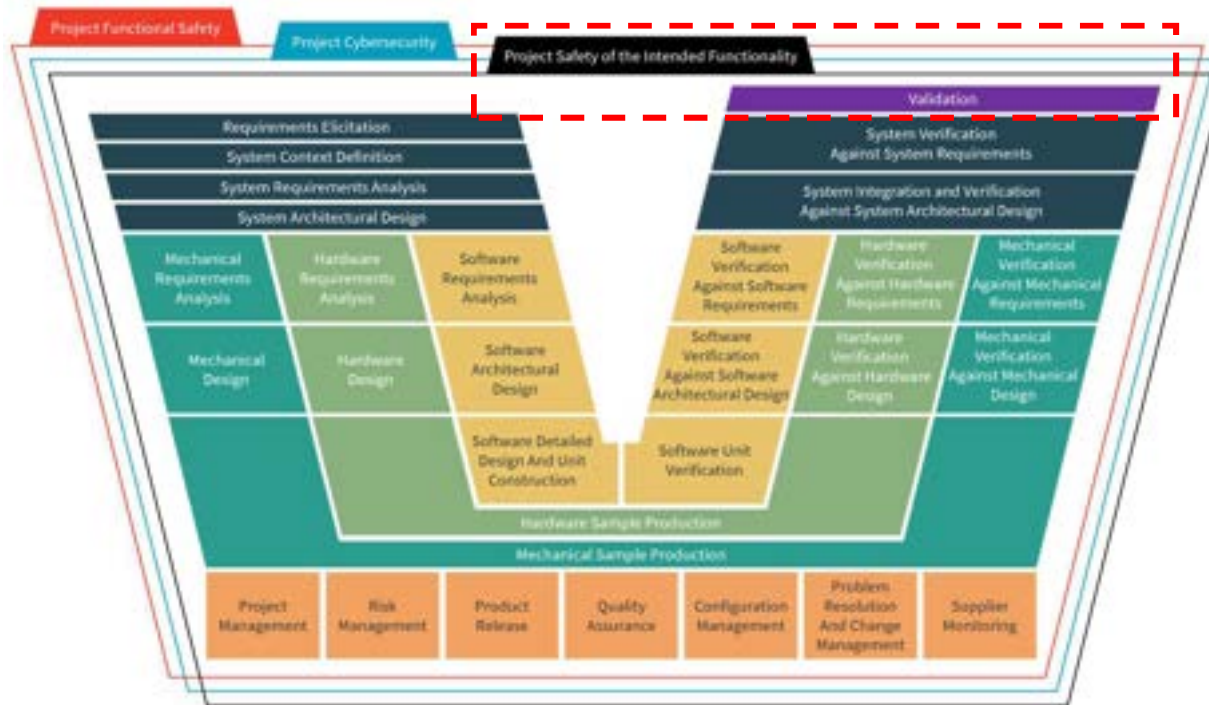 Project Functional Safety
Project Cybersecurity
Project Safety of the Intended Functionality
Validation
Requirements Elicitation
System Context Definition
System Requirements Analysis
System Architectural Design
System Verification
Against System Requirements
System Integration and Verification
Against System Architectural Design
Mechanical
Requirements
Analysis
Hardware
Requirements
Analysis
Software
Requirements
Analysis
Software
Verification
Against Software
Requirements
Hardware
Verification
Against Hardware
Requirements
Mechanical
Verification
Against Mechanical
Requirements
Mechanical
Design
Hardware
Design
Software
Architectural
Design
Software
Verification
Against Software
Architectural Design
Hardware
Verification
Against Hardware
Design
Mechanical
Verification
Against Mechanical
Design
Software Detailed
Design And Unit
Construction
Software Unit
Verification
Hardware Sample Production
Mechanical Sample Production
Project
Management
Risk
Management
Product
Release
Quality
Assurance
Configuration
Management
Problem
Resolution
And Change
Management
Supplier
Monitoring